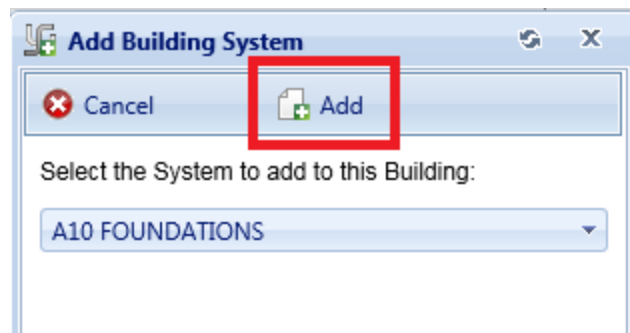 Add Building System
Cancel Add
Select the System to add to this Building:
A10 FOUNDATIONS